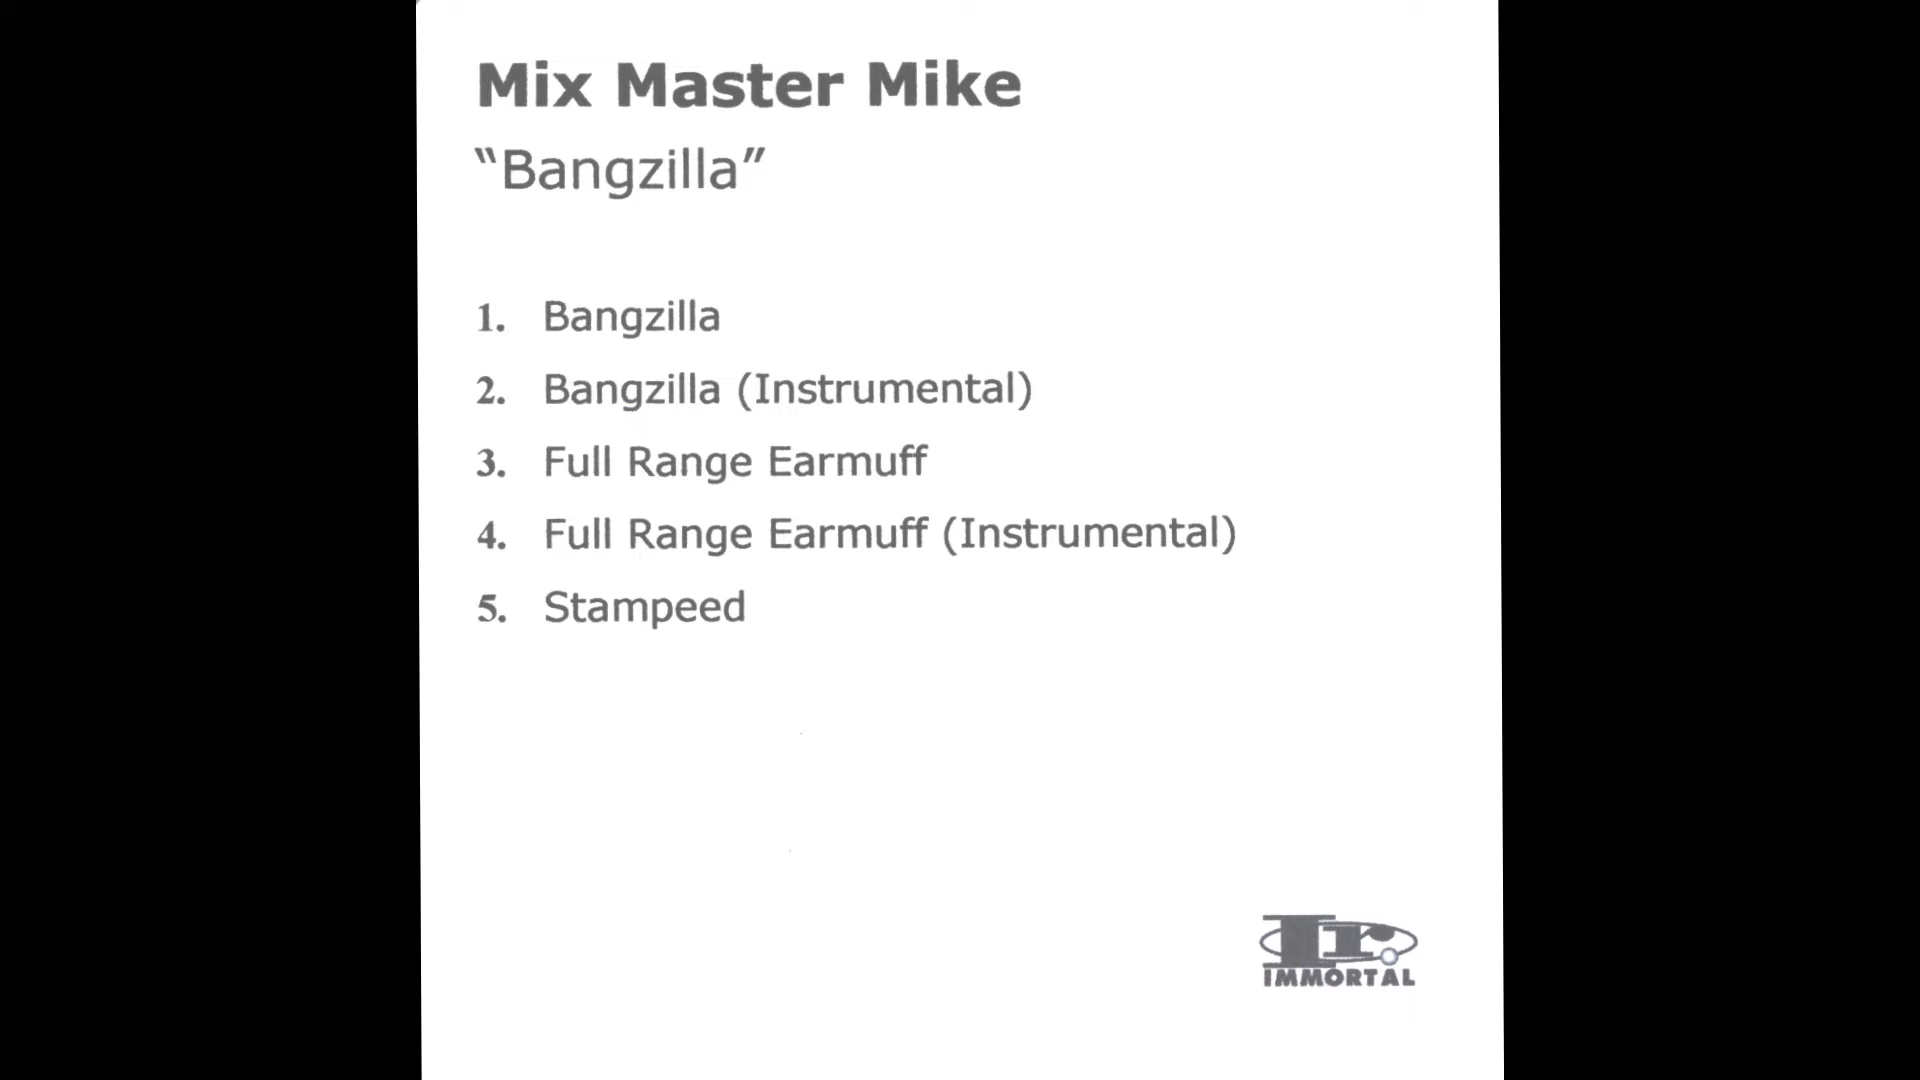 Mix Master Mike
“Bangzilla”
1. Bangzilla
2. Bangzilla (Instrumental)
3. Full Range Earmuff
4. Full Range Earmuff (Instrumental)
5. Stampeed
Ir
IMMORTAL